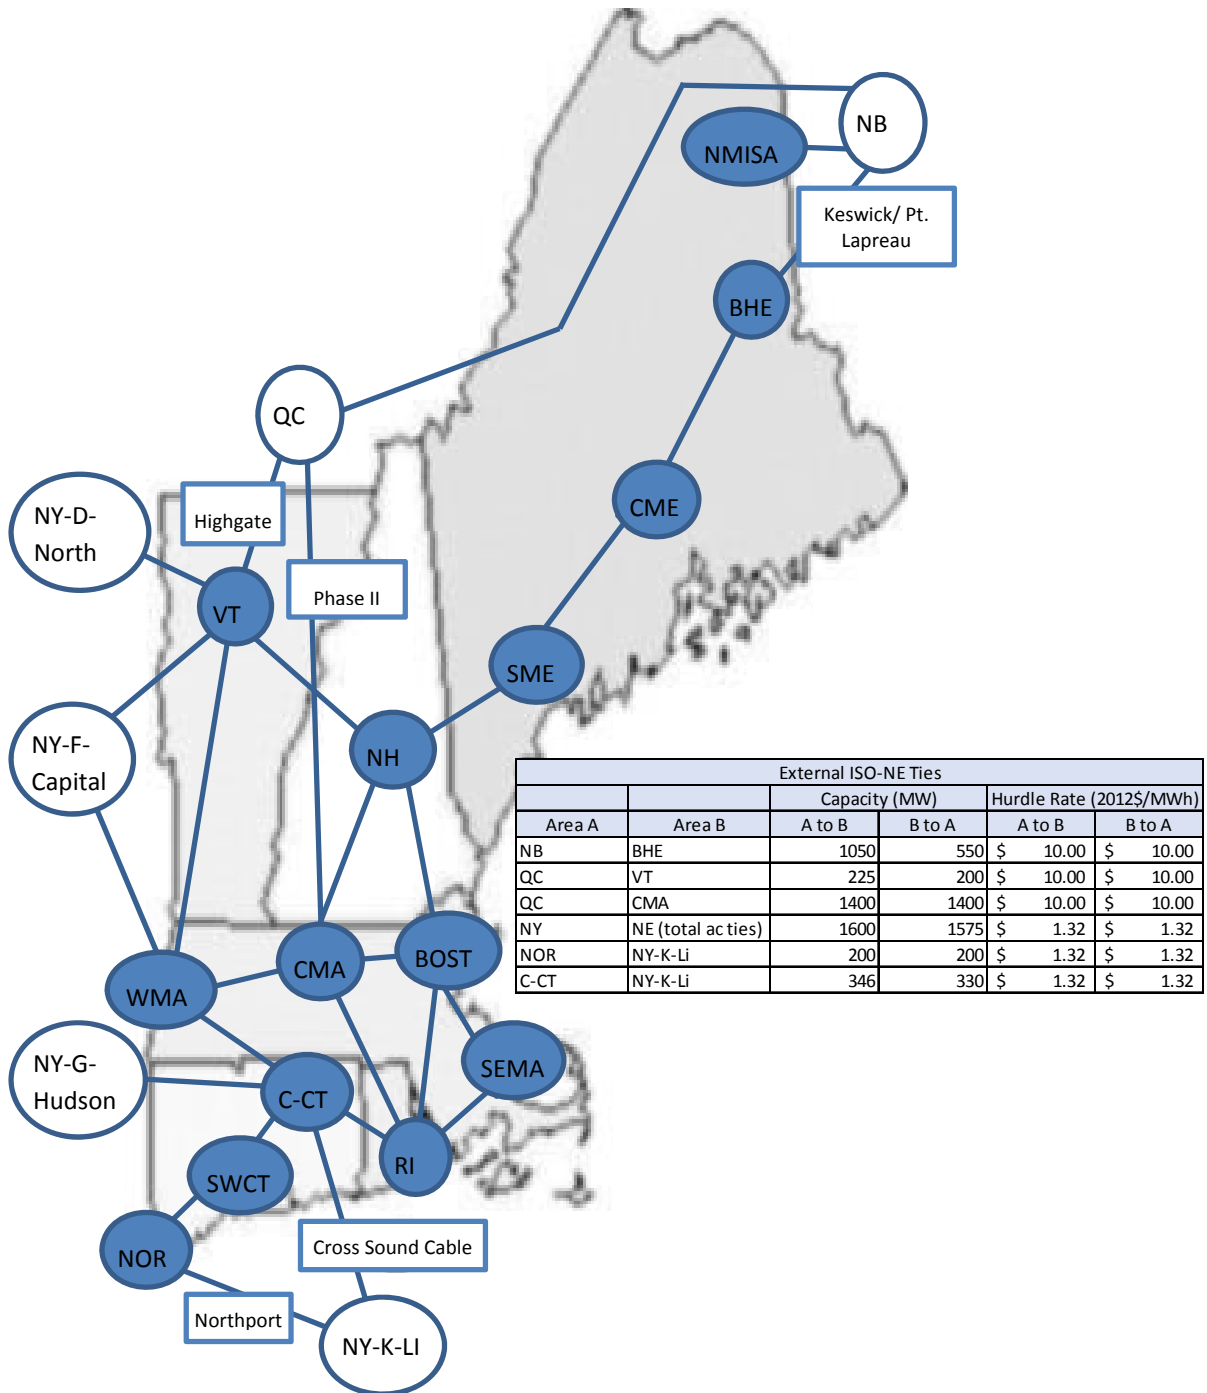 NB
NMISA
Keswick/ Pt.
Lapreau
BHE
QC
CME
NY-D-
North
Highgate
Phase II
VT
SME
NY-F-
Capital
NH
External ISO-NE Ties
Capacity (MW) Hurdle Rate (2012$/MWh)
Area A Area B A to B B to A A to B B to A
NB BHE 1050 550 $ 10.00 $ 10.00
QC VT 225 200 $ 10.00 $ 10.00
QC CMA 1400 1400 $ 10.00 $ 10.00
NY NE (total ac ties) 1600 1575 $ 1.32 $ 1.32
NOR NY-K-Li 200 200 $ 1.32 $ 1.32
C-CT NY-K-Li 346 330 $ 1.32 $ 1.32
WMA
CMA
BOST
NY-G-
Hudson
C-CT
SEMA
RI
SWCT
NOR
Cross Sound Cable
Northport
NY-K-LI